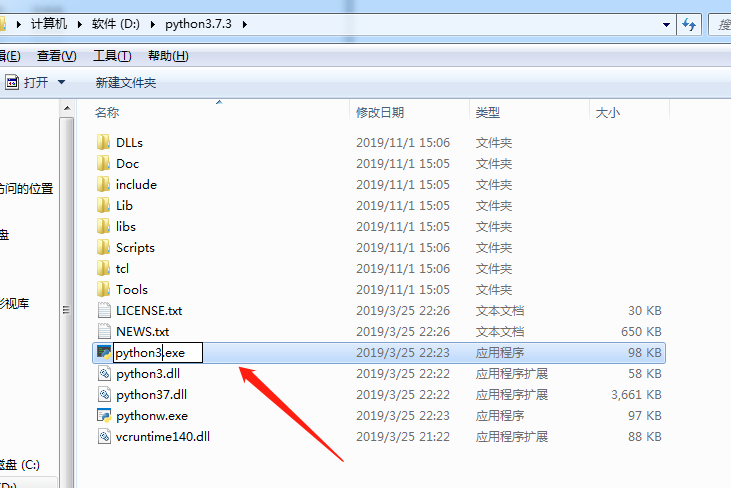 计算机 软件 (D:) python3.7.3
辑(E) 查看(V) 工具(T) 帮助(H)
打开 新建文件夹
名称 修改日期 类型 大小
DLLs 2019/11/1 15:06 文件夹
Doc 2019/11/1 15:06 文件夹
include 2019/11/1 15:05 文件夹
Lib 2019/11/1 15:05 文件夹
libs 2019/11/1 15:05 文件夹
Scripts 2019/11/1 15:06 文件夹
tcl 2019/11/1 15:06 文件夹
Tools 2019/11/1 15:05 文件夹
LICENSE.txt 2019/3/25 22:26 文本文档 30 KB
NEWS.txt 2019/3/25 22:26 文本文档 650 KB
python3.exe 2019/3/25 22:23 应用程序 98 KB
python3.dll 2019/3/25 22:22 应用程序扩展 58 KB
python37.dll 2019/3/25 22:22 应用程序扩展 3,661 KB
pythonw.exe 2019/3/25 22:23 应用程序 97 KB
vcruntime140.dll 2019/3/25 21:22 应用程序扩展 88 KB
访问的位置
盘
影视库
磁盘 (C:)
(D:)